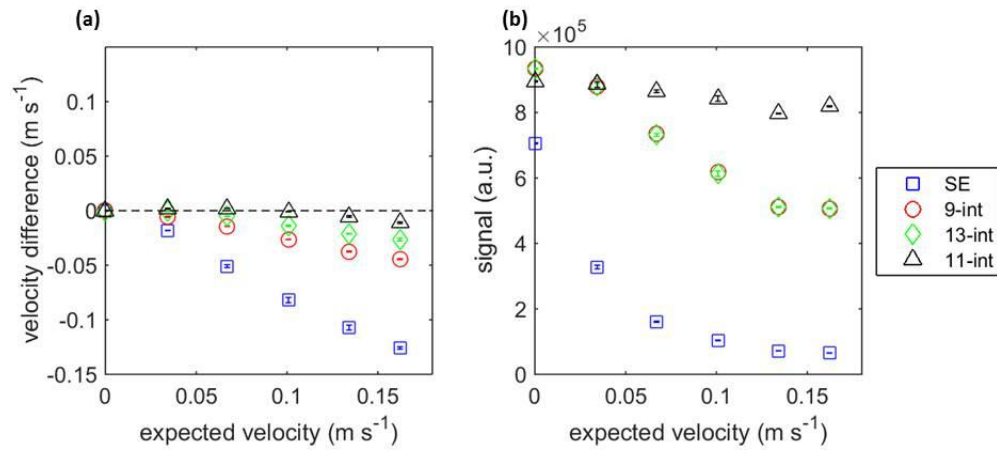 (a)
velocity difference (m s⁻¹)
0.1
0.05
0
-0.05
-0.1
-0.15
0
0.05
0.1
0.15
expected velocity (m s⁻¹)
(b)
×10⁵
signal (a.u.)
10
8
6
4
2
0
0
0.05
0.1
0.15
expected velocity (m s⁻¹)
SE
9-int
13-int
11-int